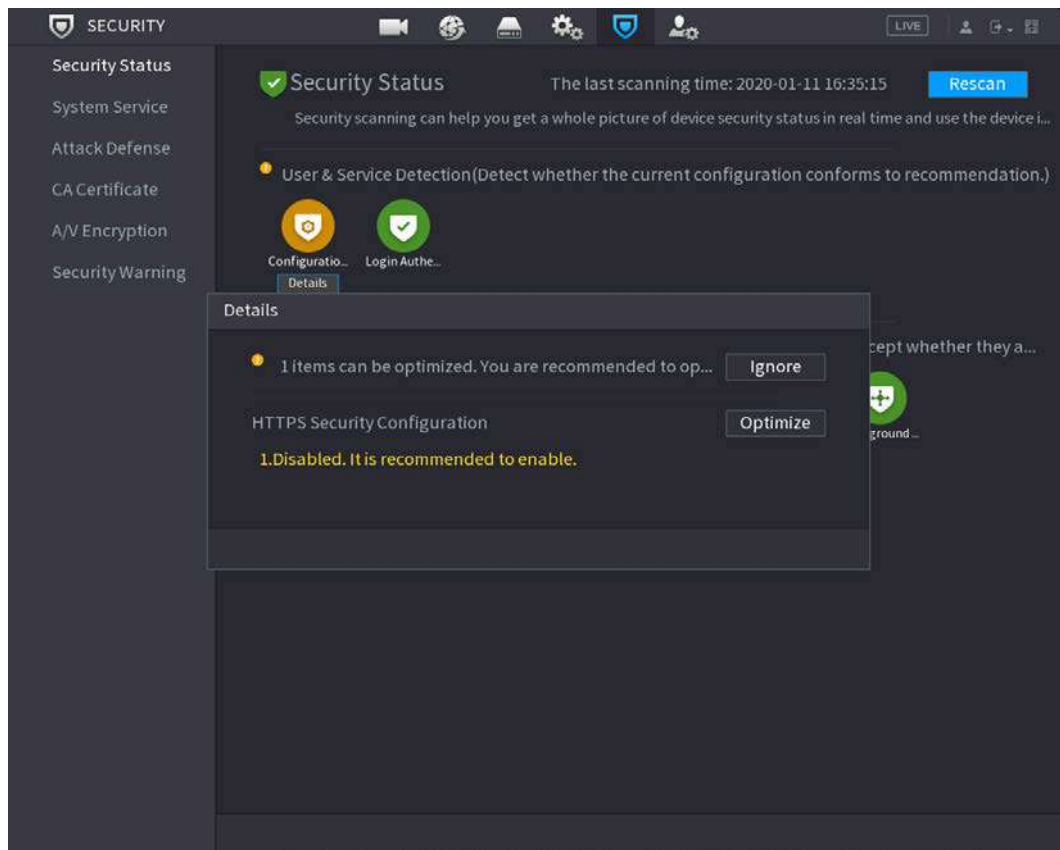 SECURITY
LIVE
Security Status
System Service
Attack Defense
CA Certificate
A/V Encryption
Security Warning
Security Status
The last scanning time: 2020-01-11 16:35:15
Rescan
Security scanning can help you get a whole picture of device security status in real time and use the device i...
User & Service Detection(Detect whether the current configuration conforms to recommendation.)
Configuratio...
Login Authe...
Details
cept whether they a...
ground...
Details
1 items can be optimized. You are recommended to op...
Ignore
HTTPS Security Configuration
Optimize
1.Disabled. It is recommended to enable.